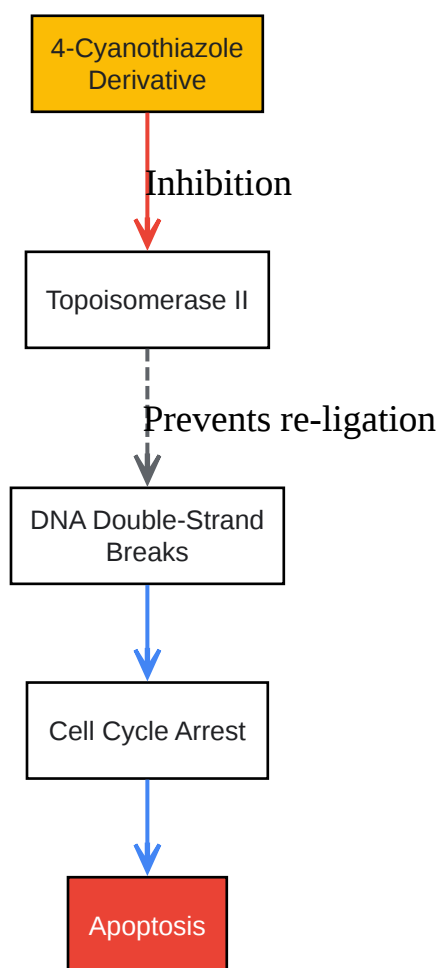 4-Cyanothiazole
Derivative
Inhibition
Topoisomerase II
Prevents re-ligation
DNA Double-Strand
Breaks
Cell Cycle Arrest
Apoptosis